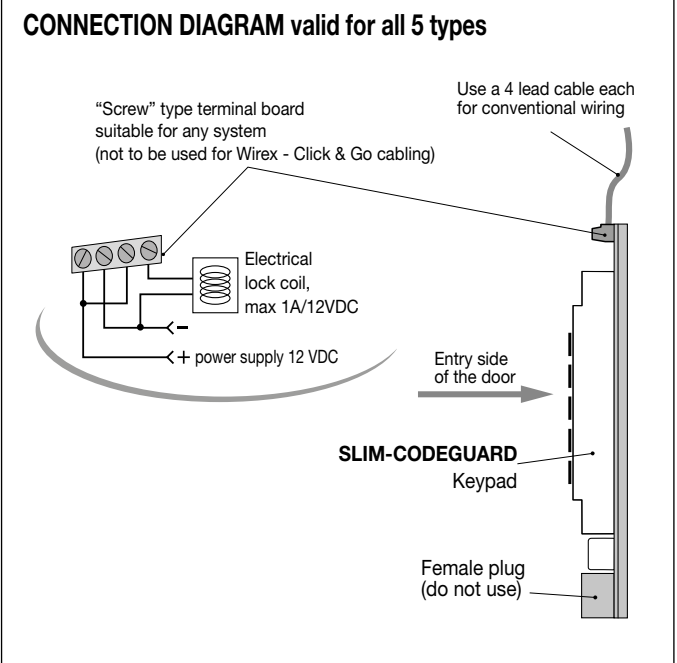 CONNECTION DIAGRAM valid for all 5 types
"Screw" type terminal board
suitable for any system
(not to be used for Wirex - Click & Go cabling)
Use a 4 lead cable each
for conventional wiring
Electrical
lock coil,
max 1A/12VDC
-
+ power supply 12 VDC
Entry side
of the door
SLIM-CODEGUARD
Keypad
Female plug
(do not use)